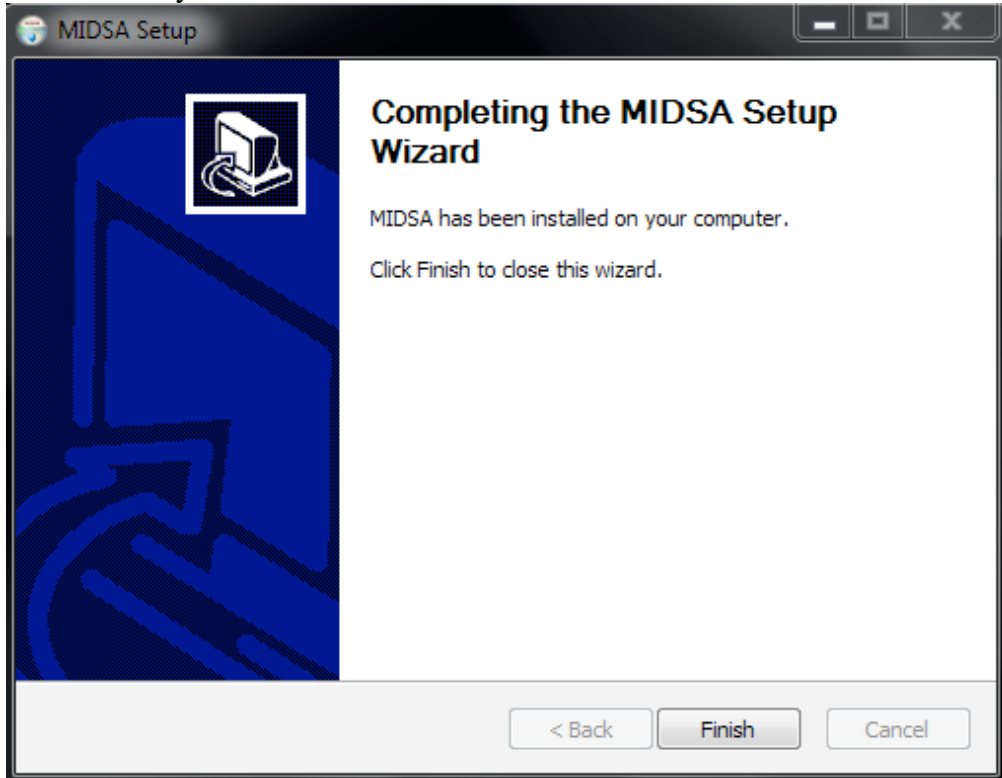 MIDSA Setup
Completing the MIDSA Setup
Wizard
MIDSA has been installed on your computer.
Click Finish to close this wizard.
< Back
Finish
Cancel